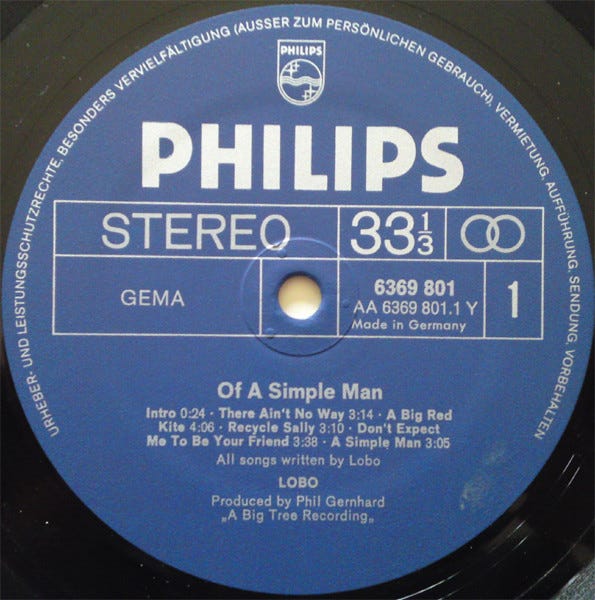 URHEBER- UND LEISTUNGSSCHUTZRECHTE, BESONDERS VERVIELFÄLTIGUNG (AUSSER ZUM PERSÖNLICHEN GEBRAUCH), VERMIETUNG, AUFFÜHRUNG, SENDUNG, VORBEHALTEN
PHILIPS
PHILIPS
STEREO 33⅓
GEMA
6369 801
AA 6369 801.1 Y
Made in Germany
1
Of A Simple Man
Intro 0:24 · There Ain't No Way 3:14 · A Big Red
Kite 4:06 · Recycle Sally 3:10 · Don't Expect
Me To Be Your Friend 3:38 · A Simple Man 3:05
All songs written by Lobo
LOBO
Produced by Phil Gernhard
„A Big Tree Recording„